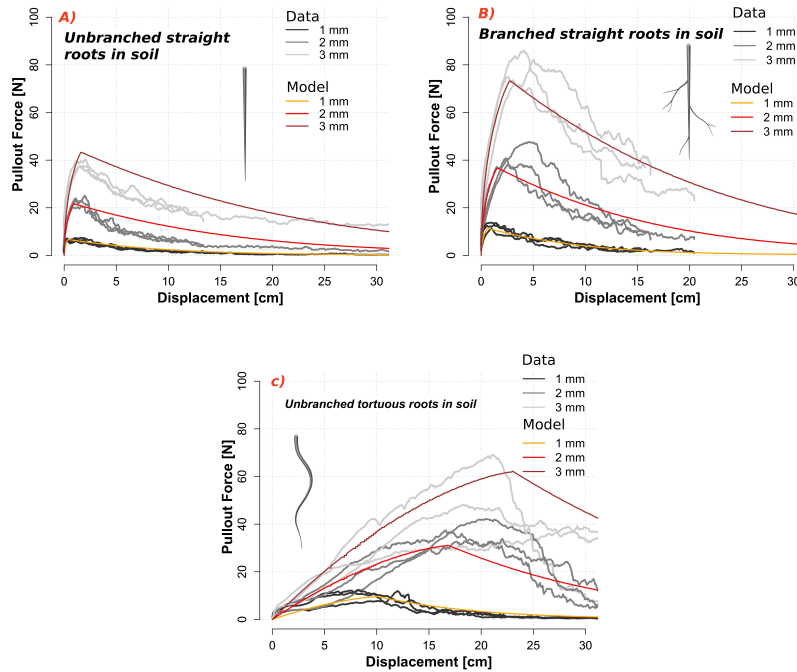 A)
Unbranched straight
roots in soil
Data
1 mm
2 mm
3 mm
Model
1 mm
2 mm
3 mm
Pullout Force [N]
0 20 40 60 80 100
0 5 10 15 20 25 30
Displacement [cm]
B)
Branched straight roots in soil
Data
1 mm
2 mm
3 mm
Model
1 mm
2 mm
3 mm
Pullout Force [N]
0 20 40 60 80 100
0 5 10 15 20 25 30
Displacement [cm]
c)
Unbranched tortuous roots in soil
Data
1 mm
2 mm
3 mm
Model
1 mm
2 mm
3 mm
Pullout Force [N]
0 20 40 60 80 100
0 5 10 15 20 25 30
Displacement [cm]